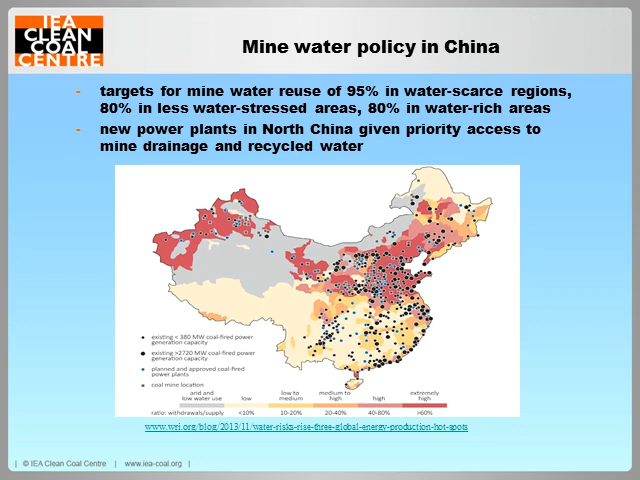 IEA
CLEAN
COAL
CENTRE
Mine water policy in China
- targets for mine water reuse of 95% in water-scarce regions,
80% in less water-stressed areas, 80% in water-rich areas
- new power plants in North China given priority access to
mine drainage and recycled water
existing < 380 MW coal-fired power
generation capacity
existing >2720 MW coal-fired power
generation capacity
planned and approved coal-fired
power plants
coal mine location
arid and
low water use
low
low to
medium
medium to
high
high
extremely
high
ratio: withdrawals/supply <10% 10-20% 20-40% 40-80% >60%
www.wri.org/blog/2013/11/water-risks-rise-three-global-energy-production-hot-spots
| © IEA Clean Coal Centre | www.iea-coal.org |